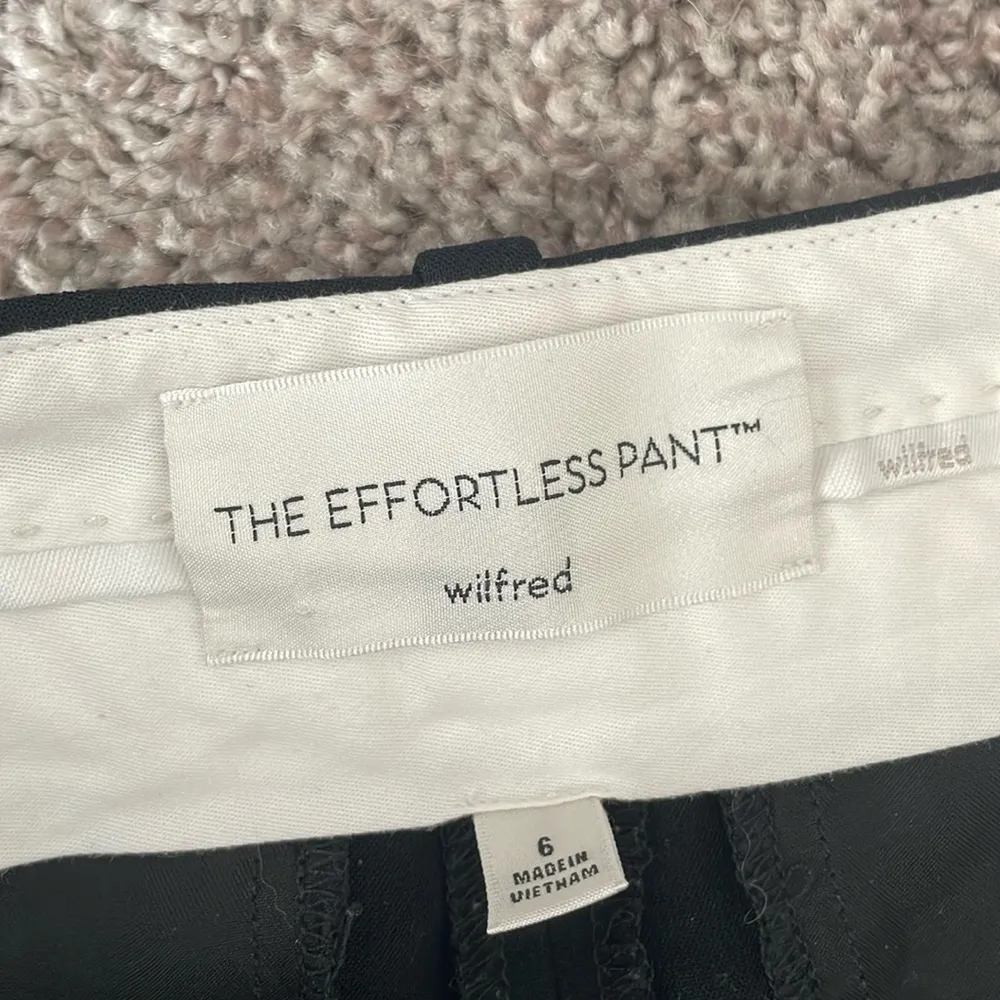 THE EFFORTLESS PANT™
wilfred
wilfred
6
MADE IN
VIETNAM